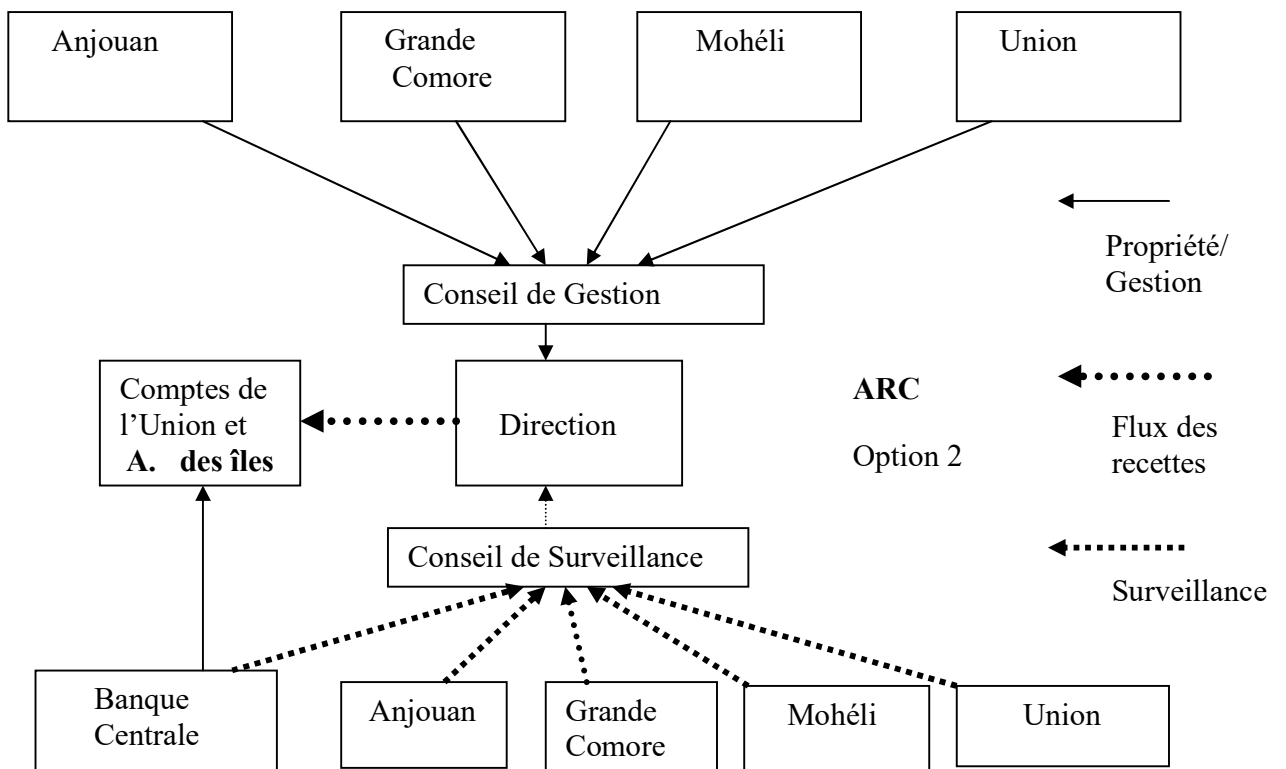 Anjouan
Grande
Comore
Mohéli
Union
Propriété/
Gestion
Conseil de Gestion
Comptes de
l’Union et
A. des îles
Direction
ARC
Option 2
Flux des
recettes
Conseil de Surveillance
Surveillance
Banque
Centrale
Anjouan
Grande
Comore
Mohéli
Union